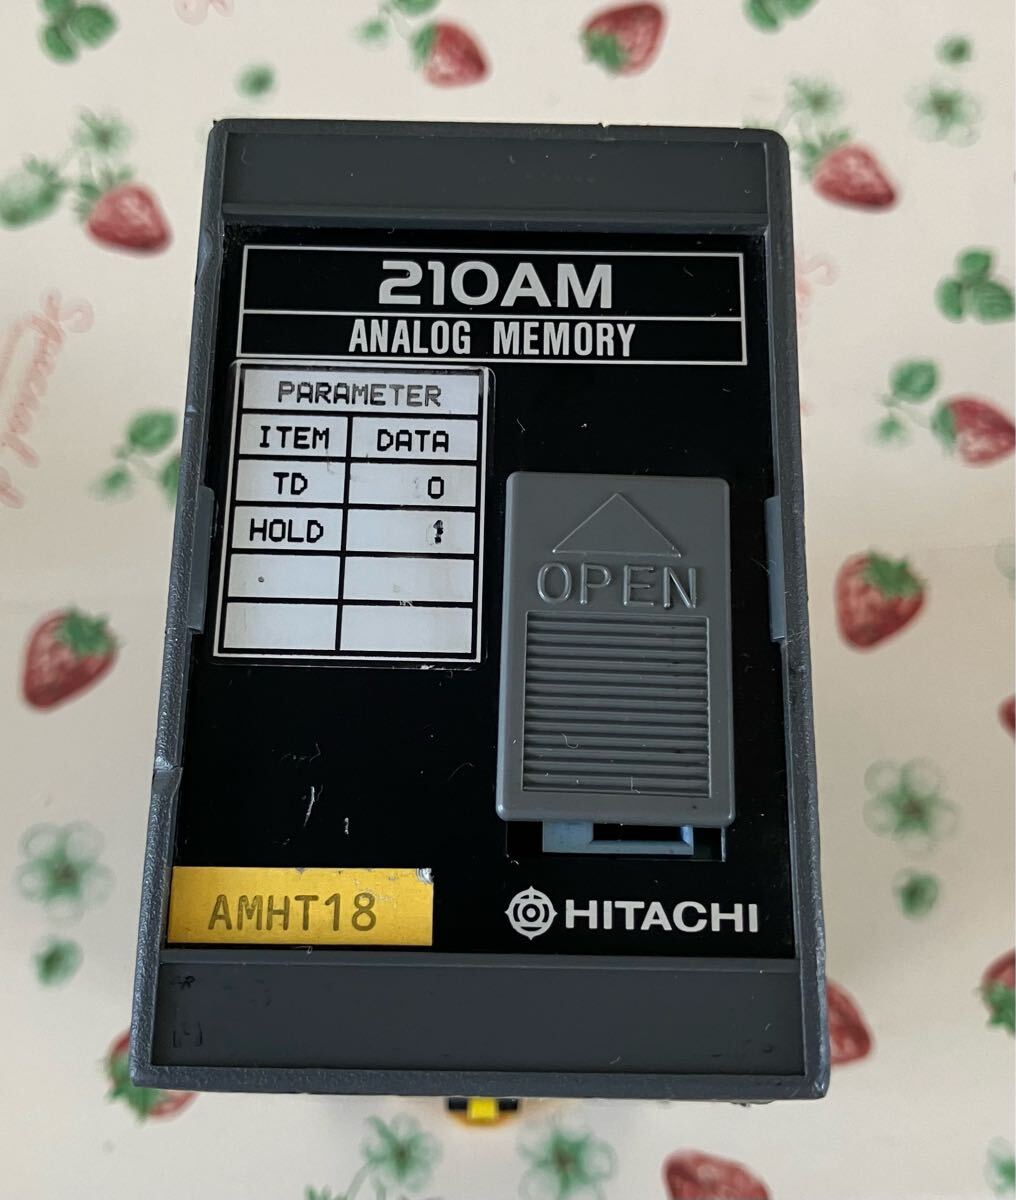 210AM
ANALOG MEMORY
PARAMETER
ITEM DATA
TD 0
HOLD 1
OPEN
AMHT18
HITACHI